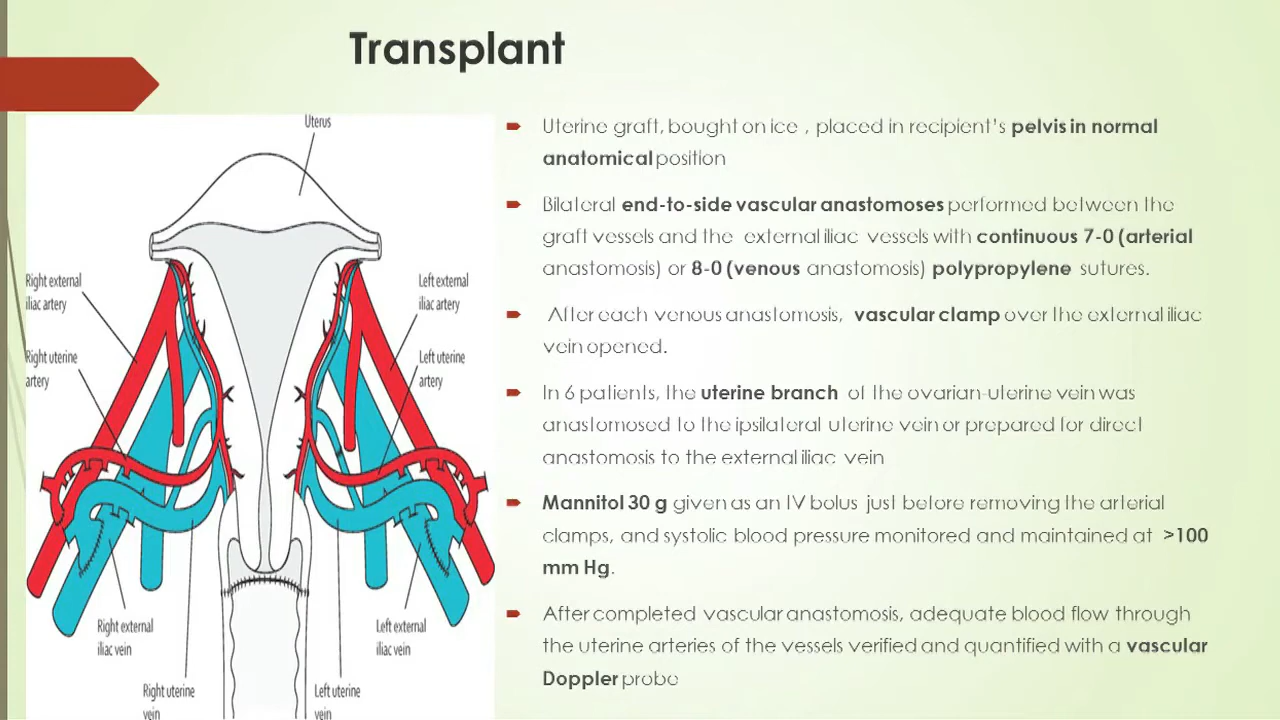 Transplant
Uterus
Right external
iliac artery
Left external
iliac artery
Right uterine
artery
Left uterine
artery
Right external
iliac vein
Left external
iliac vein
Right uterine
vein
Left uterine
vein
Uterine graft, bought on ice , placed in recipient's pelvis in normal
anatomical position
Bilateral end-to-side vascular anastomoses performed between the
graft vessels and the external iliac vessels with continuous 7-0 (arterial
anastomosis) or 8-0 (venous anastomosis) polypropylene sutures.
After each venous anastomosis, vascular clamp over the external iliac
vein opened.
In 6 patients, the uterine branch of the ovarian-uterine vein was
anastomosed to the ipsilateral uterine vein or prepared for direct
anastomosis to the external iliac vein
Mannitol 30 g given as an IV bolus just before removing the arterial
clamps, and systolic blood pressure monitored and maintained at >100
mm Hg.
After completed vascular anastomosis, adequate blood flow through
the uterine arteries of the vessels verified and quantified with a vascular
Doppler probe